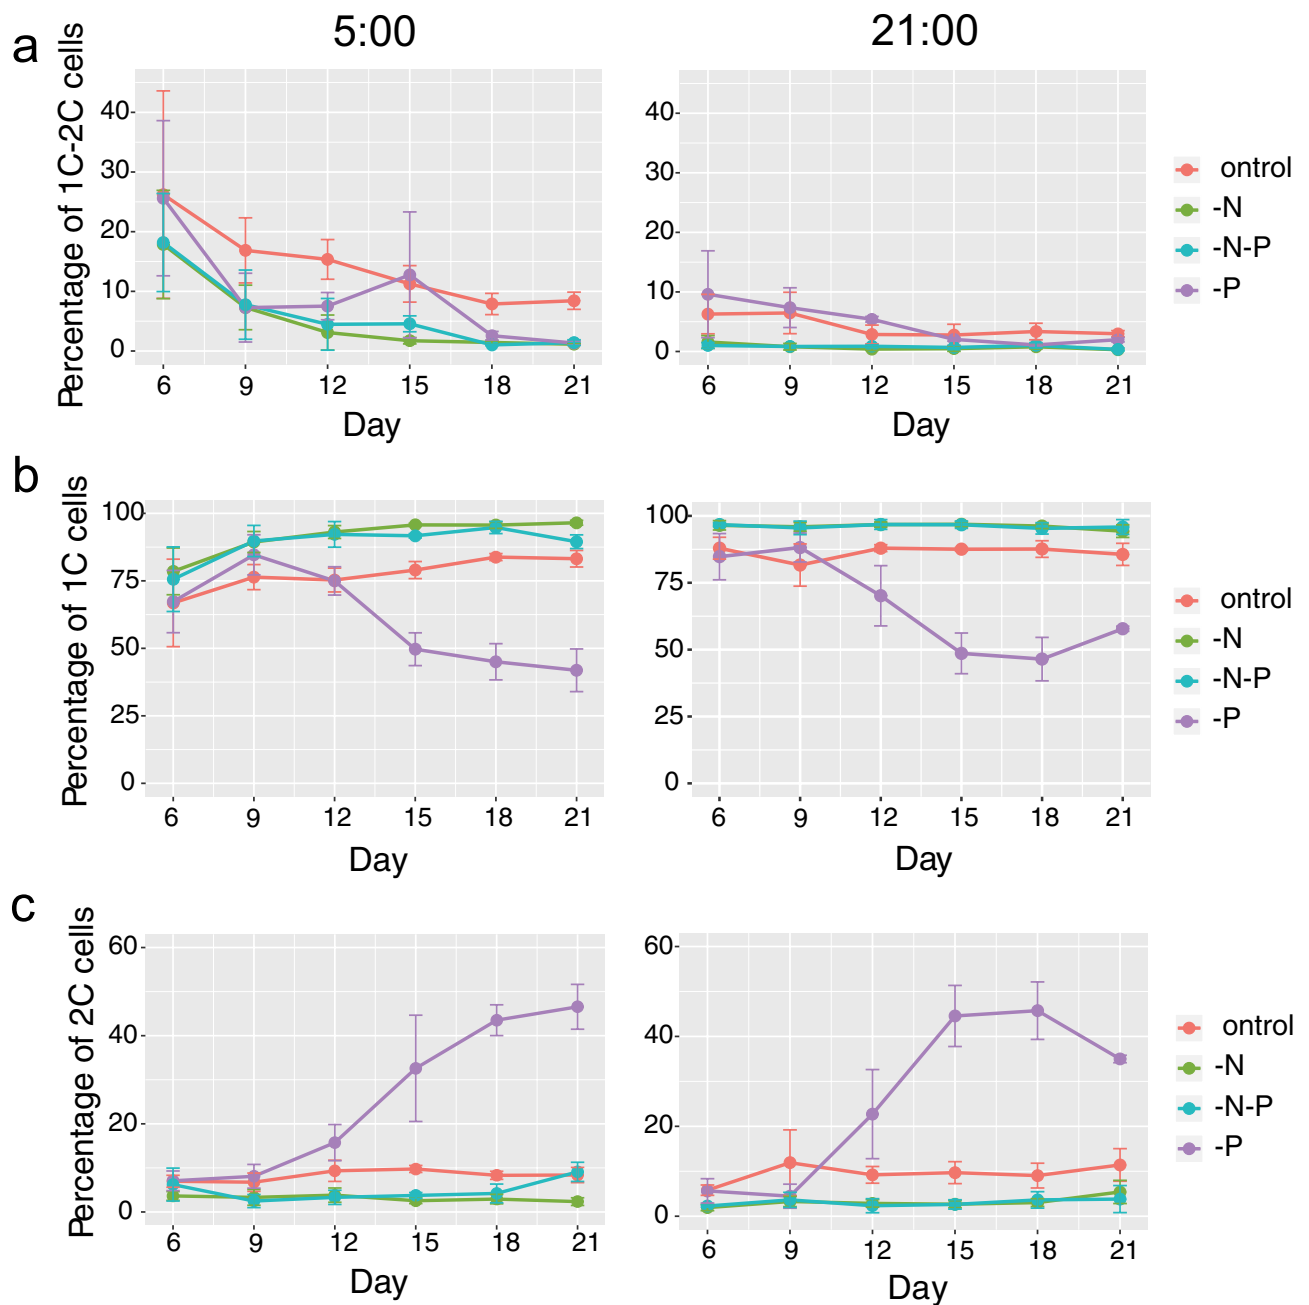 5:00
21:00
a
Percentage of 1C-2C cells
40
30
20
10
0
6 9 12 15 18 21
Day
40
30
20
10
0
6 9 12 15 18 21
Day
ontrol
-N
-N-P
-P
b
Percentage of 1C cells
100
75
50
25
0
6 9 12 15 18 21
Day
100
75
50
25
0
6 9 12 15 18 21
Day
ontrol
-N
-N-P
-P
c
Percentage of 2C cells
60
40
20
0
6 9 12 15 18 21
Day
60
40
20
0
6 9 12 15 18 21
Day
ontrol
-N
-N-P
-P